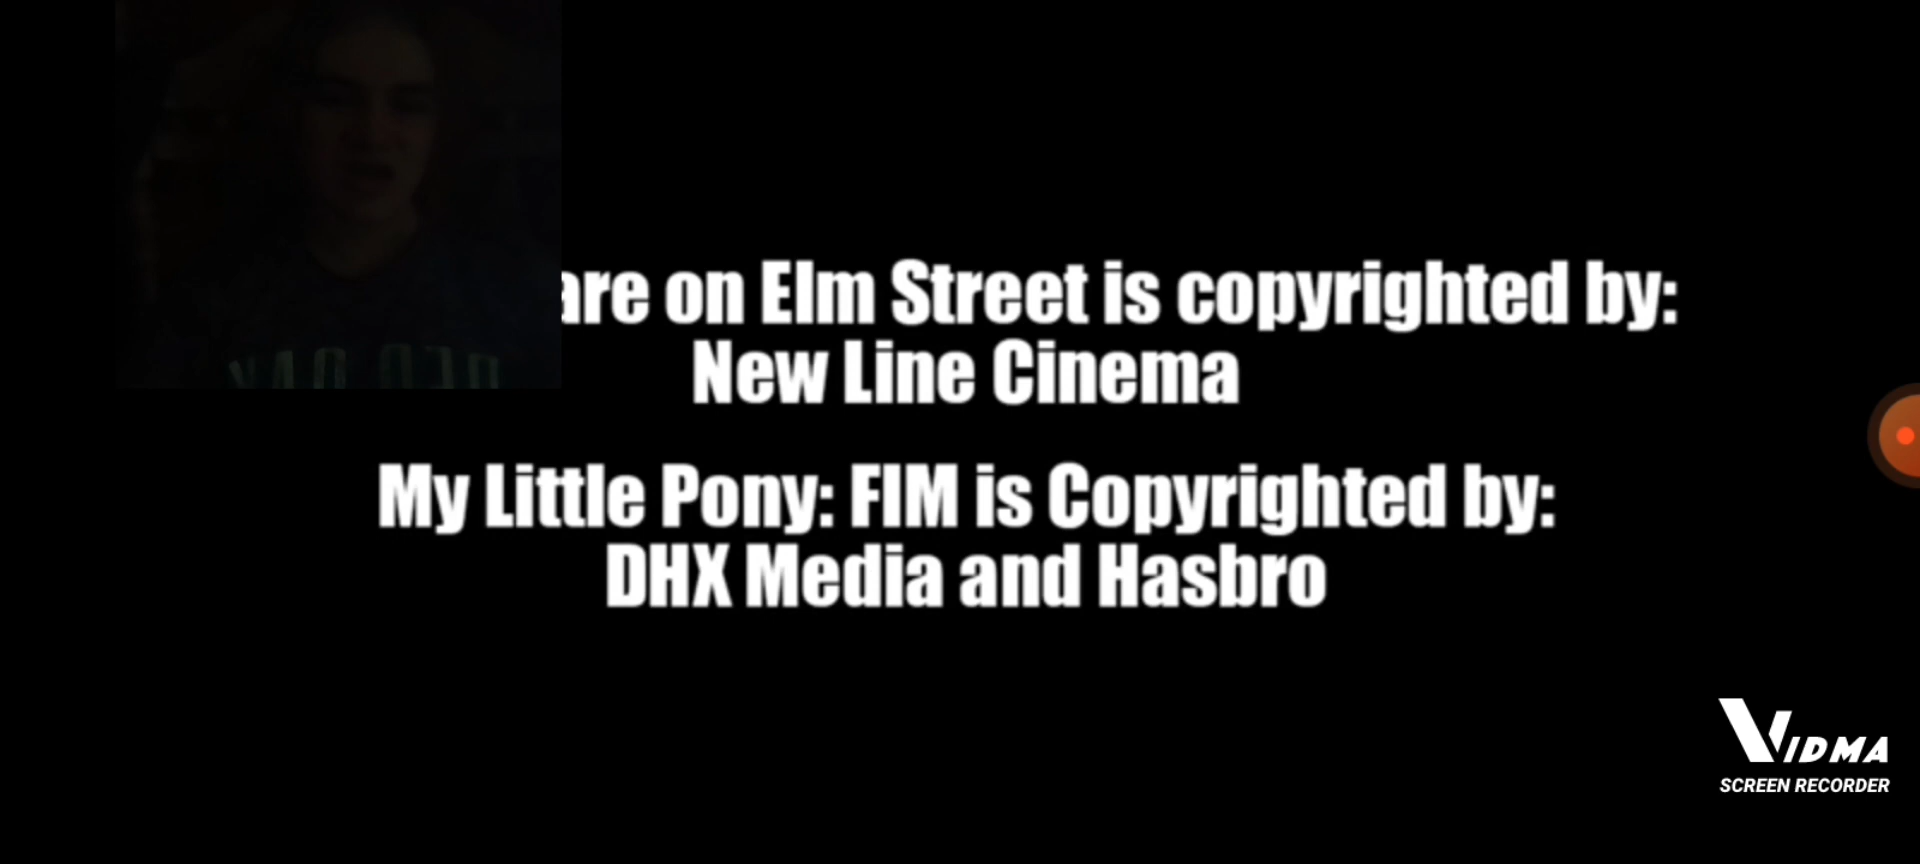 are on Elm Street is copyrighted by:
New Line Cinema
My Little Pony: FIM is Copyrighted by:
DHX Media and Hasbro
VIDMA
SCREEN RECORDER